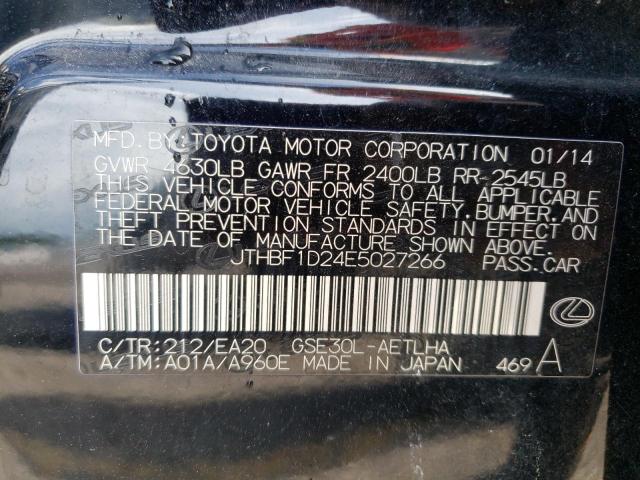 MFD. BY: TOYOTA MOTOR CORPORATION 01/14
GVWR 4630LB GAWR FR 2400LB RR-2545LB
THIS VEHICLE CONFORMS TO ALL APPLICABLE
FEDERAL MOTOR VEHICLE SAFETY, BUMPER, AND
THEFT PREVENTION STANDARDS IN EFFECT ON
THE DATE OF MANUFACTURE SHOWN ABOVE.
JTHBF1D24E5027266 PASS. CAR
C/TR: 212/EA20 GSE30L-AETLHA
A/TM: A01A/A960E MADE IN JAPAN 469 A